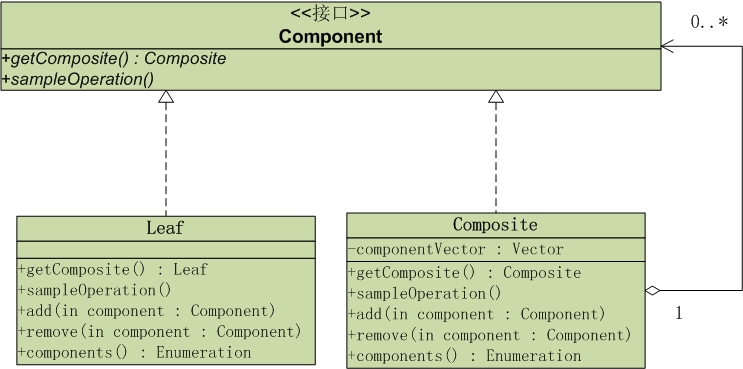 <<接口>>
Component
0..*
+getComposite() : Composite
+sampleOperation()
Leaf
+getComposite() : Leaf
+sampleOperation()
+add(in component : Component)
+remove(in component : Component)
+components() : Enumeration
Composite
-componentVector : Vector
+getComposite() : Composite
+sampleOperation()
+add(in component : Component)
+remove(in component : Component)
+components() : Enumeration
1